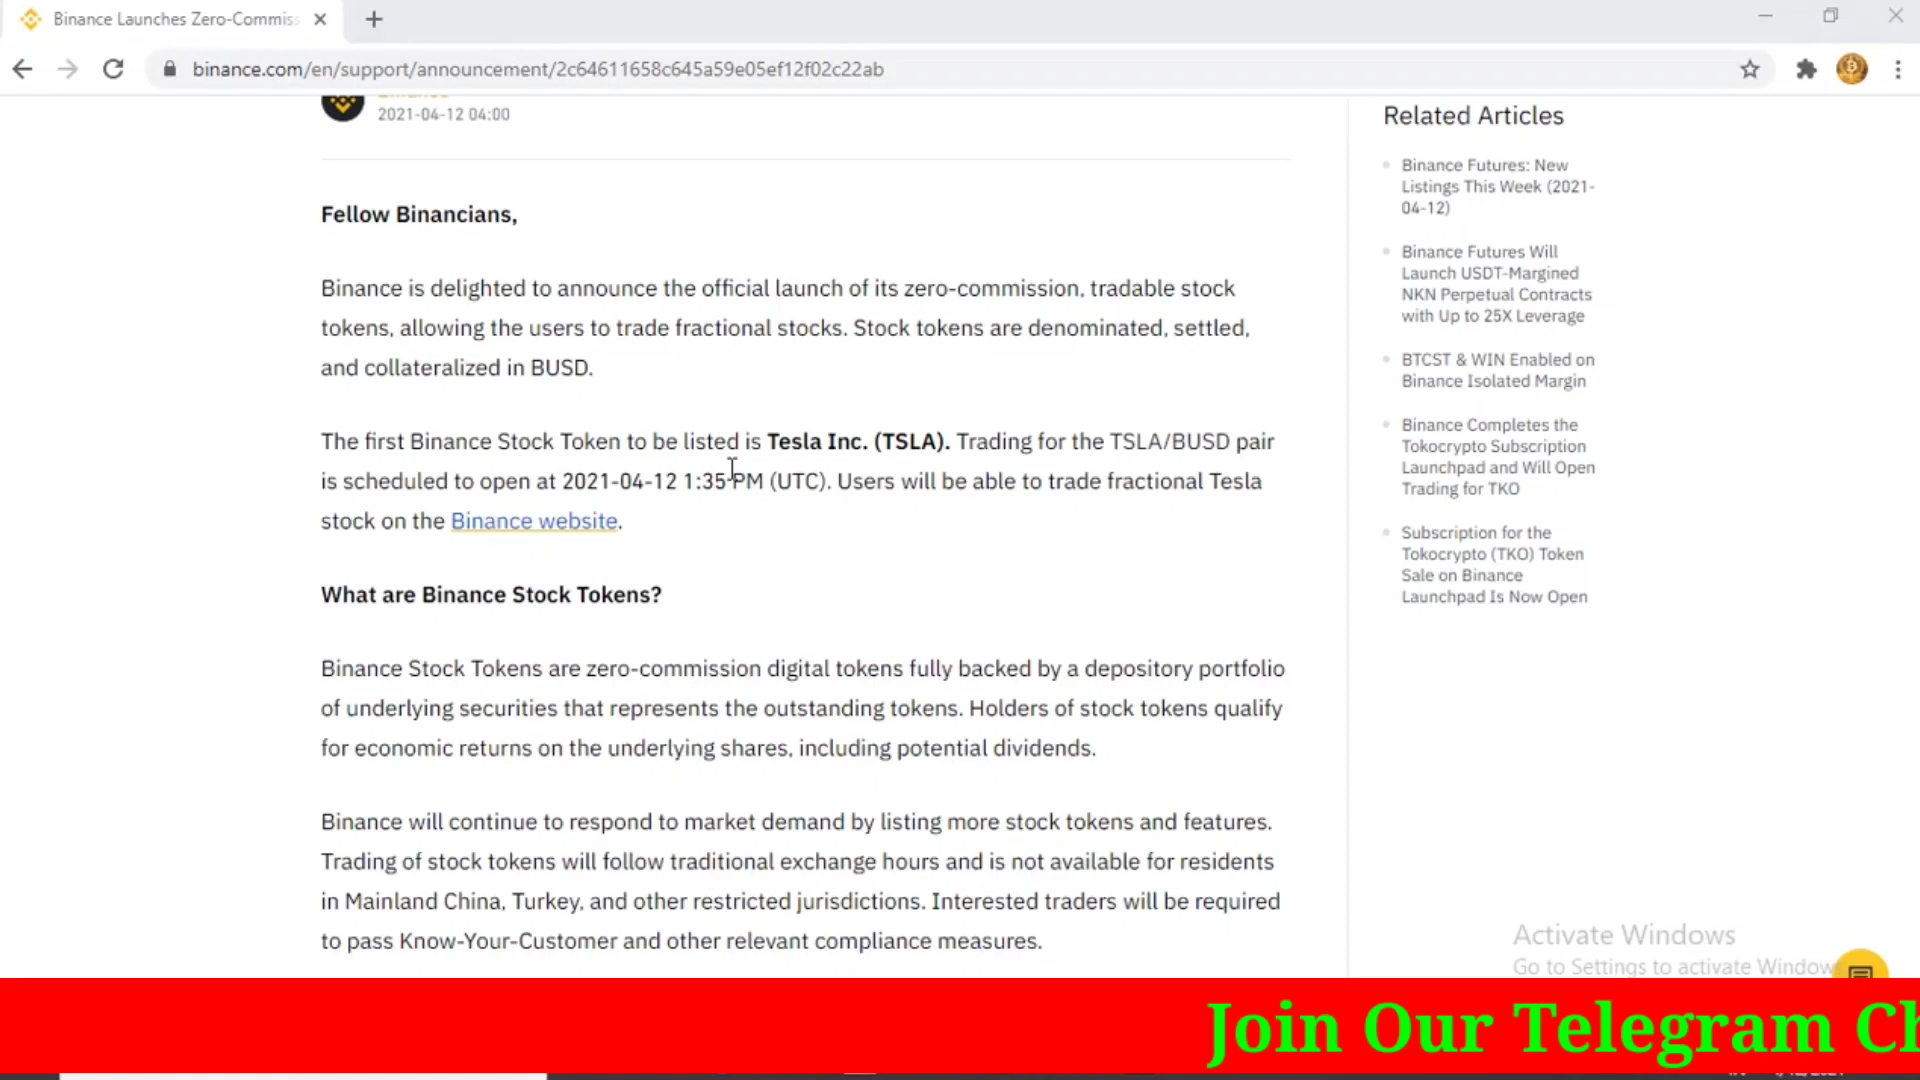 Binance Launches Zero-Commiss
binance.com/en/support/announcement/2c64611658c645a59e05ef12f02c22ab
2021-04-12 04:00
Fellow Binancians,
Binance is delighted to announce the official launch of its zero-commission, tradable stock
tokens, allowing the users to trade fractional stocks. Stock tokens are denominated, settled,
and collateralized in BUSD.
The first Binance Stock Token to be listed is Tesla Inc. (TSLA). Trading for the TSLA/BUSD pair
is scheduled to open at 2021-04-12 1:35 PM (UTC). Users will be able to trade fractional Tesla
stock on the Binance website.
What are Binance Stock Tokens?
Binance Stock Tokens are zero-commission digital tokens fully backed by a depository portfolio
of underlying securities that represents the outstanding tokens. Holders of stock tokens qualify
for economic returns on the underlying shares, including potential dividends.
Binance will continue to respond to market demand by listing more stock tokens and features.
Trading of stock tokens will follow traditional exchange hours and is not available for residents
in Mainland China, Turkey, and other restricted jurisdictions. Interested traders will be required
to pass Know-Your-Customer and other relevant compliance measures.
Related Articles
Binance Futures: New
Listings This Week (2021-
04-12)
Binance Futures Will
Launch USDT-Margined
NKN Perpetual Contracts
with Up to 25X Leverage
BTCST & WIN Enabled on
Binance Isolated Margin
Binance Completes the
Tokocrypto Subscription
Launchpad and Will Open
Trading for TKO
Subscription for the
Tokocrypto (TKO) Token
Sale on Binance
Launchpad Is Now Open
Activate Windows
Go to Settings to activate Window
Join Our Telegram Ch